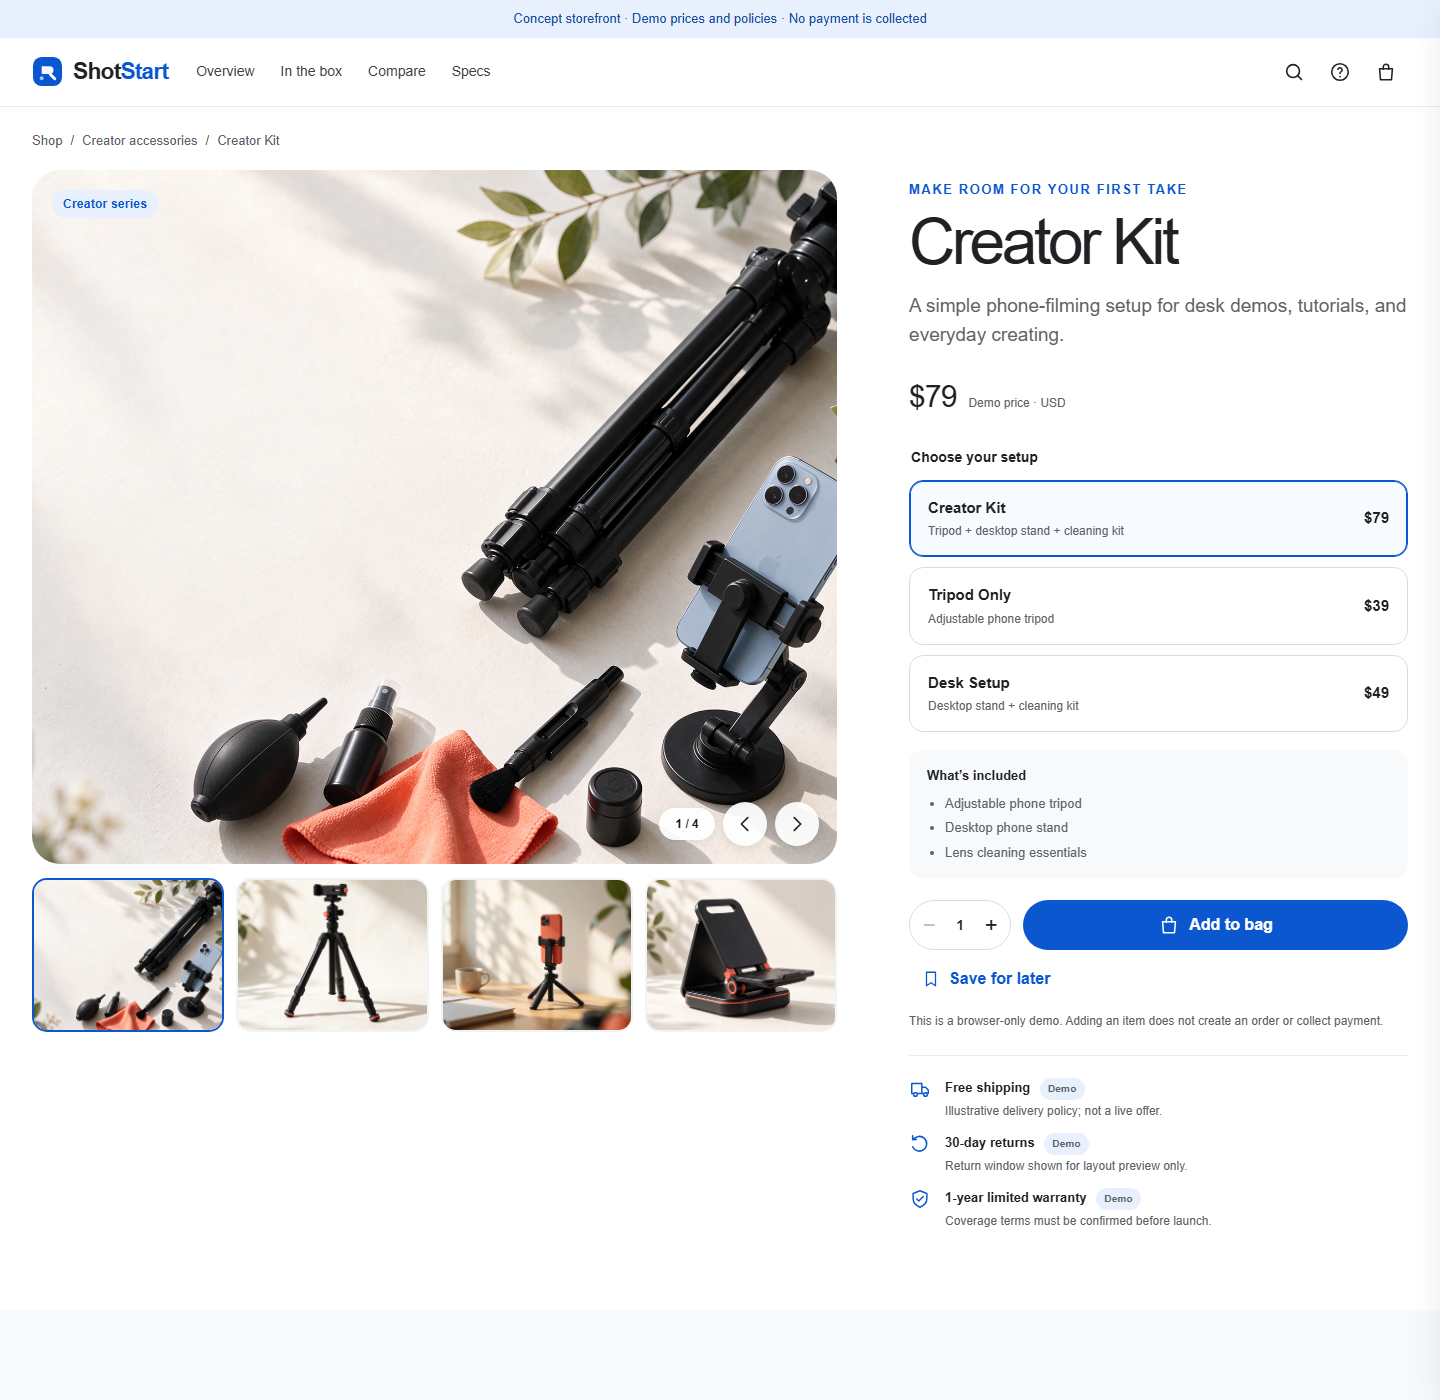 Concept storefront · Demo prices and policies · No payment is collected
ShotStart
Overview
In the box
Compare
Specs
Shop / Creator accessories / Creator Kit
Creator series
1 / 4
MAKE ROOM FOR YOUR FIRST TAKE
Creator Kit
A simple phone-filming setup for desk demos, tutorials, and
everyday creating.
$79 Demo price · USD
Choose your setup
Creator Kit
Tripod + desktop stand + cleaning kit
$79
Tripod Only
Adjustable phone tripod
$39
Desk Setup
Desktop stand + cleaning kit
$49
What's included
• Adjustable phone tripod
• Desktop phone stand
• Lens cleaning essentials
− 1 +
Add to bag
Save for later
This is a browser-only demo. Adding an item does not create an order or collect payment.
Free shipping Demo
Illustrative delivery policy; not a live offer.
30-day returns Demo
Return window shown for layout preview only.
1-year limited warranty Demo
Coverage terms must be confirmed before launch.